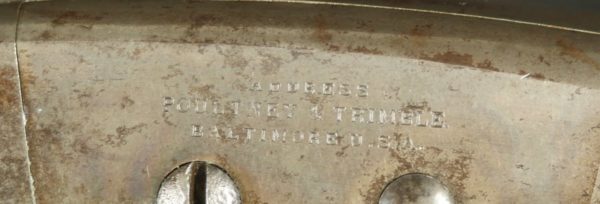 ADDRESS
POULTNEY & TRIMBLE
BALTIMORE U.S.A.